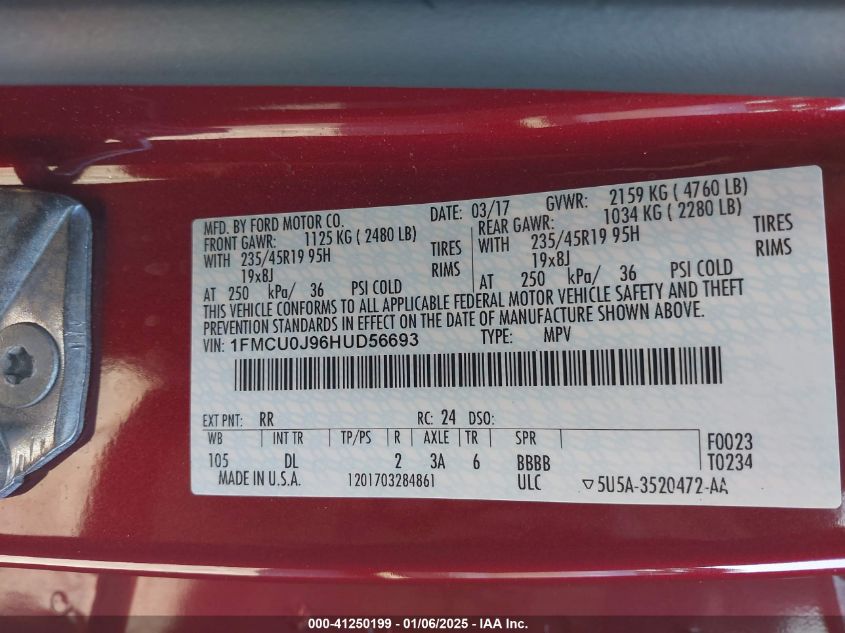 MFD. BY FORD MOTOR CO. DATE: 03/17 GVWR: 2159 KG ( 4760 LB)
FRONT GAWR: 1125 KG ( 2480 LB) REAR GAWR: 1034 KG ( 2280 LB)
WITH 235/45R19 95H TIRES WITH 235/45R19 95H TIRES
19x8J RIMS 19x8J RIMS
AT 250 kPa/ 36 PSI COLD AT 250 kPa/ 36 PSI COLD
THIS VEHICLE CONFORMS TO ALL APPLICABLE FEDERAL MOTOR VEHICLE SAFETY AND THEFT
PREVENTION STANDARDS IN EFFECT ON THE DATE OF MANUFACTURE SHOWN ABOVE.
VIN: 1FMCU0J96HUD56693 TYPE: MPV
EXT PNT: RR RC: 24 DSO:
WB INT TR TP/PS R AXLE TR SPR F0023
105 DL 2 3A 6 BBBB T0234
MADE IN U.S.A. 1201703284861 ULC ▽5U5A-3520472-AA
000-41250199 - 01/06/2025 - IAA Inc.